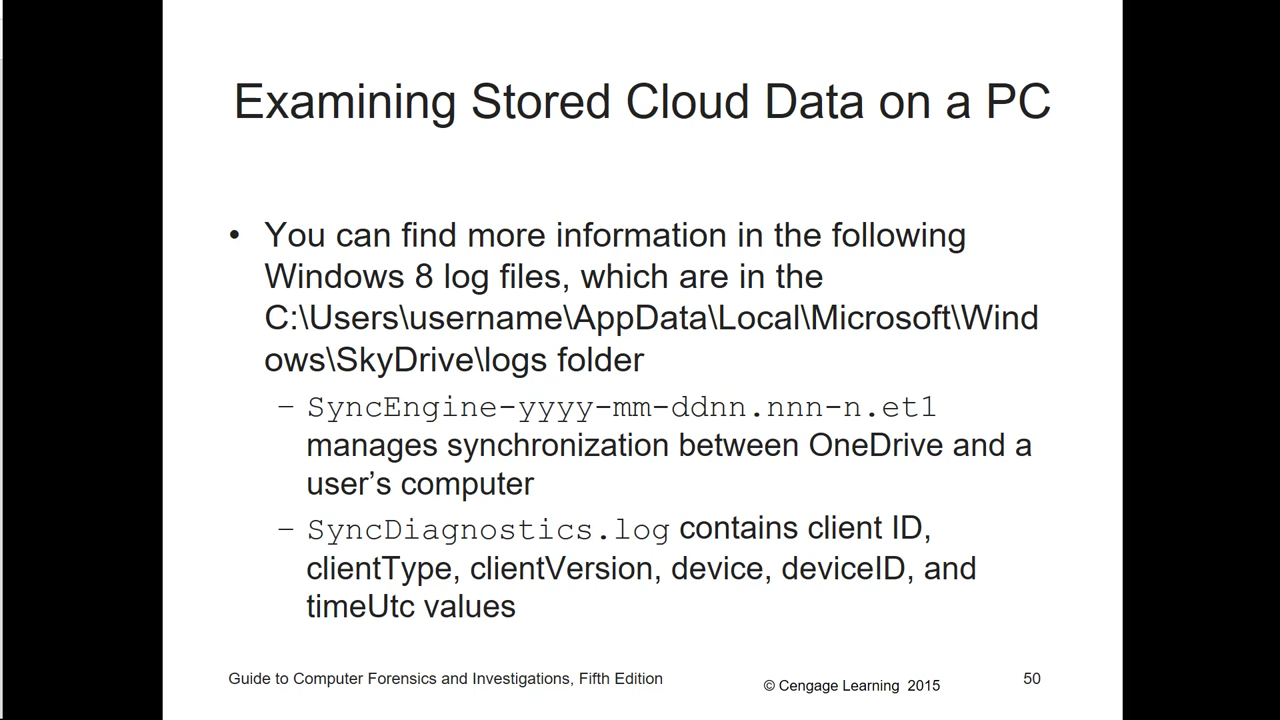 Examining Stored Cloud Data on a PC
• You can find more information in the following
Windows 8 log files, which are in the
C:\Users\username\AppData\Local\Microsoft\Wind
ows\SkyDrive\logs folder
– SyncEngine-yyyy-mm-ddnn.nnn-n.et1
manages synchronization between OneDrive and a
user’s computer
– SyncDiagnostics.log contains client ID,
clientType, clientVersion, device, deviceID, and
timeUtc values
Guide to Computer Forensics and Investigations, Fifth Edition
© Cengage Learning 2015
50